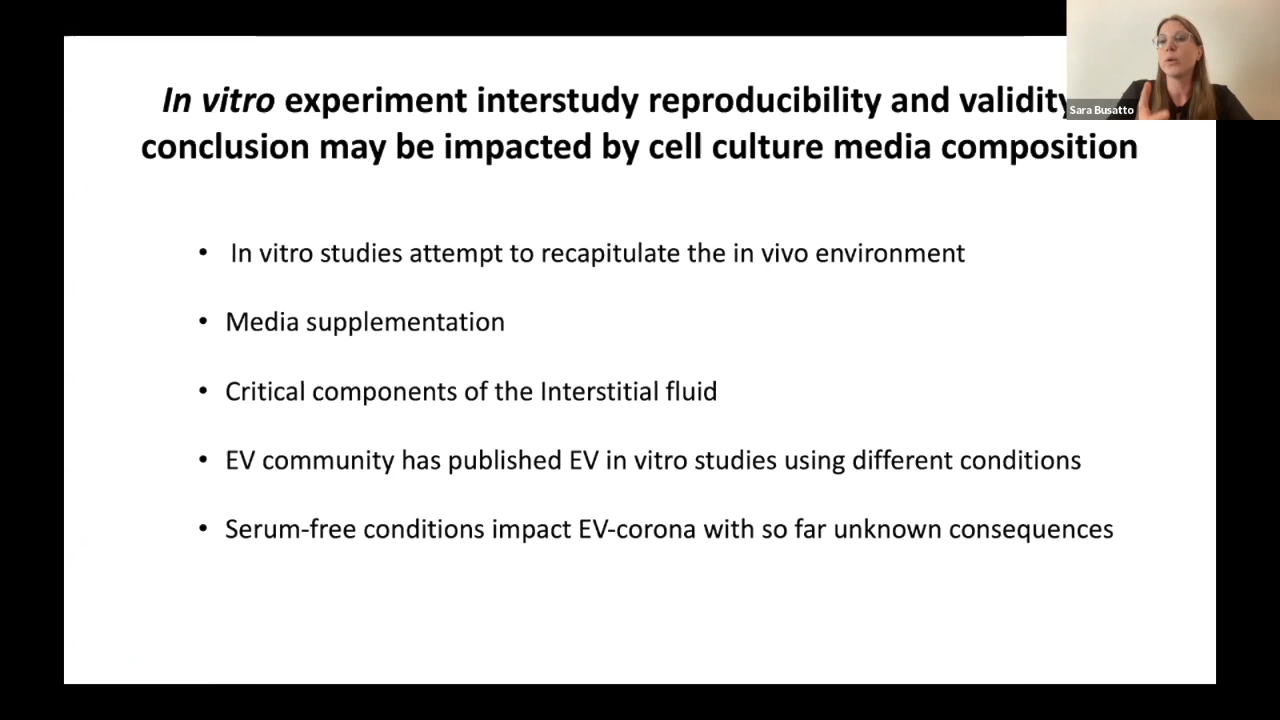 In vitro experiment interstudy reproducibility and validity
conclusion may be impacted by cell culture media composition
Sara Busatto
• In vitro studies attempt to recapitulate the in vivo environment
• Media supplementation
• Critical components of the Interstitial fluid
• EV community has published EV in vitro studies using different conditions
• Serum-free conditions impact EV-corona with so far unknown consequences